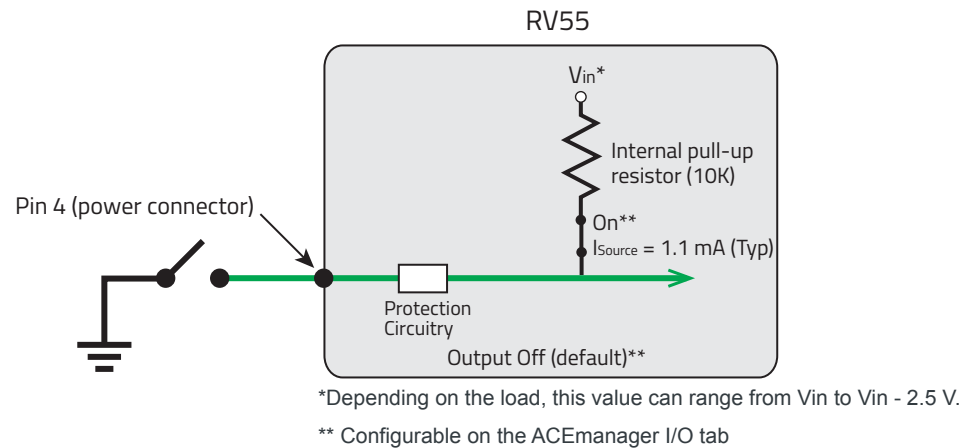 RV55
Vin*
Internal pull-up
resistor (10K)
Pin 4 (power connector)
On**
ISource = 1.1 mA (Typ)
Protection
Circuitry
Output Off (default)**
*Depending on the load, this value can range from Vin to Vin - 2.5 V.
** Configurable on the ACEmanager I/O tab